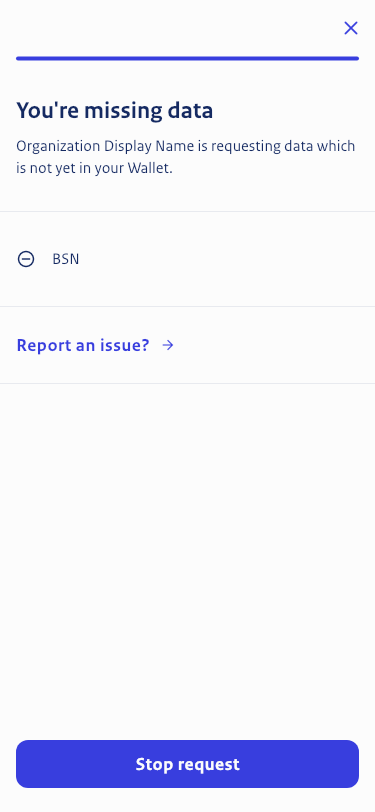 You're missing data
Organization Display Name is requesting data which
is not yet in your Wallet.
BSN
Report an issue?
Stop request